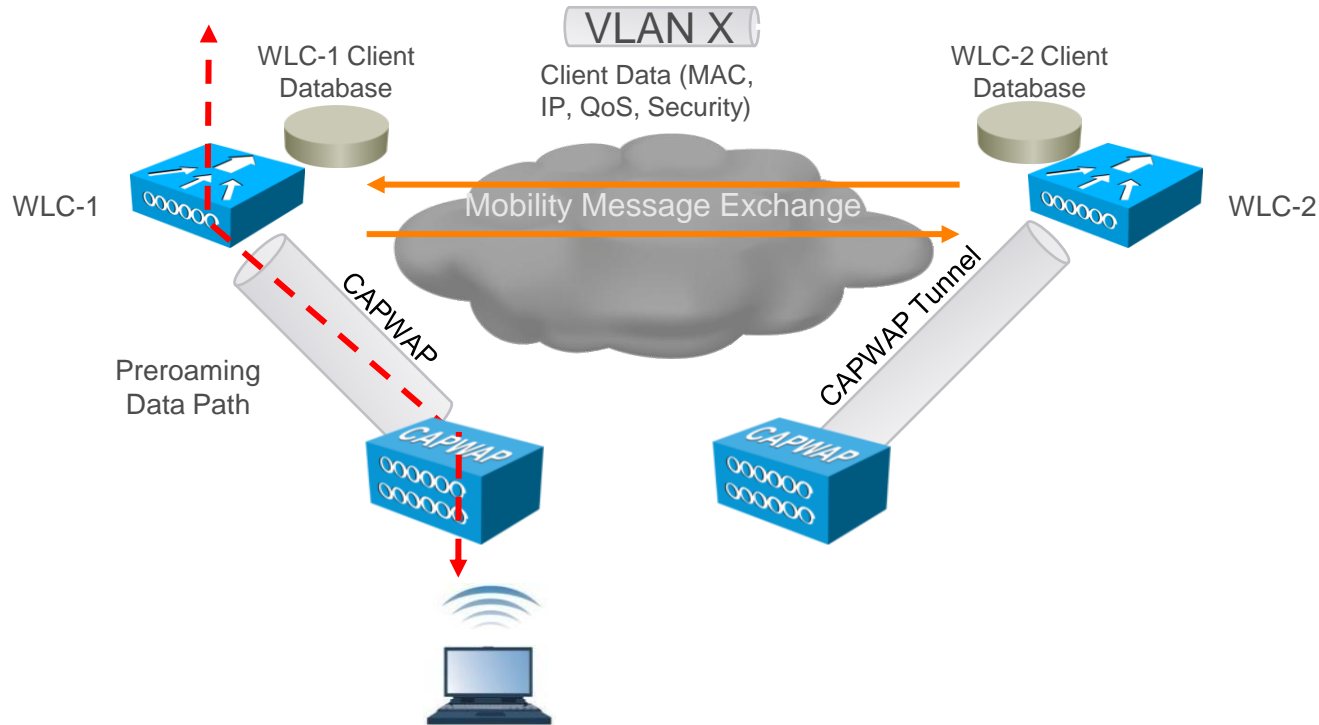 VLAN X
WLC-1 Client
Database
Client Data (MAC,
IP, QoS, Security)
WLC-2 Client
Database
WLC-1
Mobility Message Exchange
WLC-2
CAPWAP
CAPWAP Tunnel
Preroaming
Data Path
CAPWAP
CAPWAP